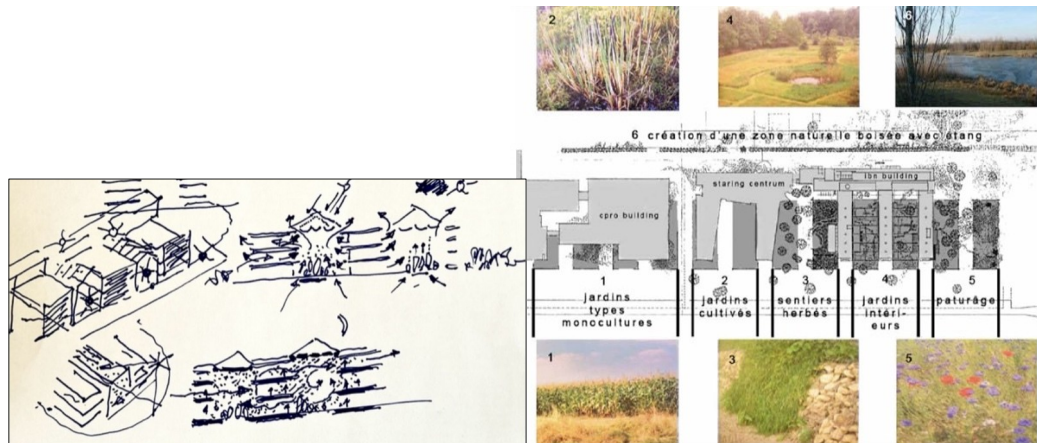 2
4
6
6 création d'une zone naturelle boisée avec étang
staring centrum
lbn building
cpro building
1
jardins
types
monocultures
2
jardins
cultivés
3
sentiers
herbés
4
jardins
intéri-
eurs
5
paturâge
1
3
5